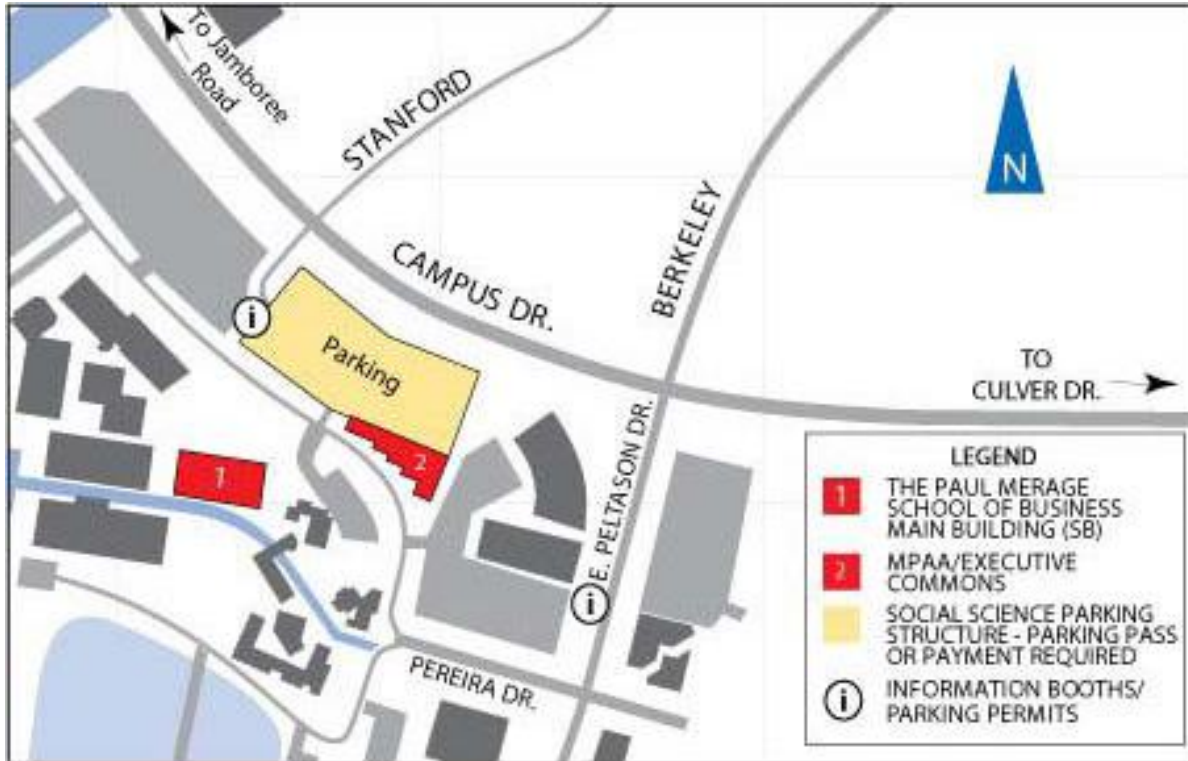 To Jamboree
Road
STANFORD
BERKELEY
N
CAMPUS DR.
i
Parking
TO
CULVER DR.
1
2
E. PELTASON DR.
i
PEREIRA DR.
LEGEND
1 THE PAUL MERAGE
SCHOOL OF BUSINESS
MAIN BUILDING (SB)
2 MPAA/EXECUTIVE
COMMONS
SOCIAL SCIENCE PARKING
STRUCTURE - PARKING PASS
OR PAYMENT REQUIRED
i INFORMATION BOOTHS/
PARKING PERMITS